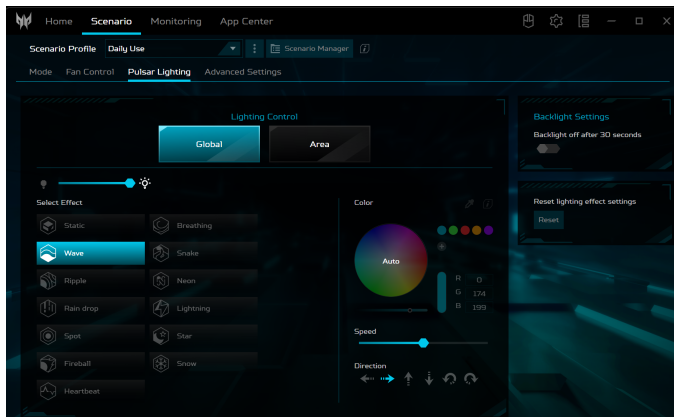 Home Scenario Monitoring App Center
Scenario Profile Daily Use Scenario Manager
Mode Fan Control Pulsar Lighting Advanced Settings
Lighting Control
Global Area
Select Effect
Static Breathing
Wave Snake
Ripple Neon
Rain drop Lightning
Spot Star
Fireball Snow
Heartbeat
Color
Auto
R 0
G 174
B 199
Speed
Direction
Backlight Settings
Backlight off after 30 seconds
Reset lighting effect settings
Reset